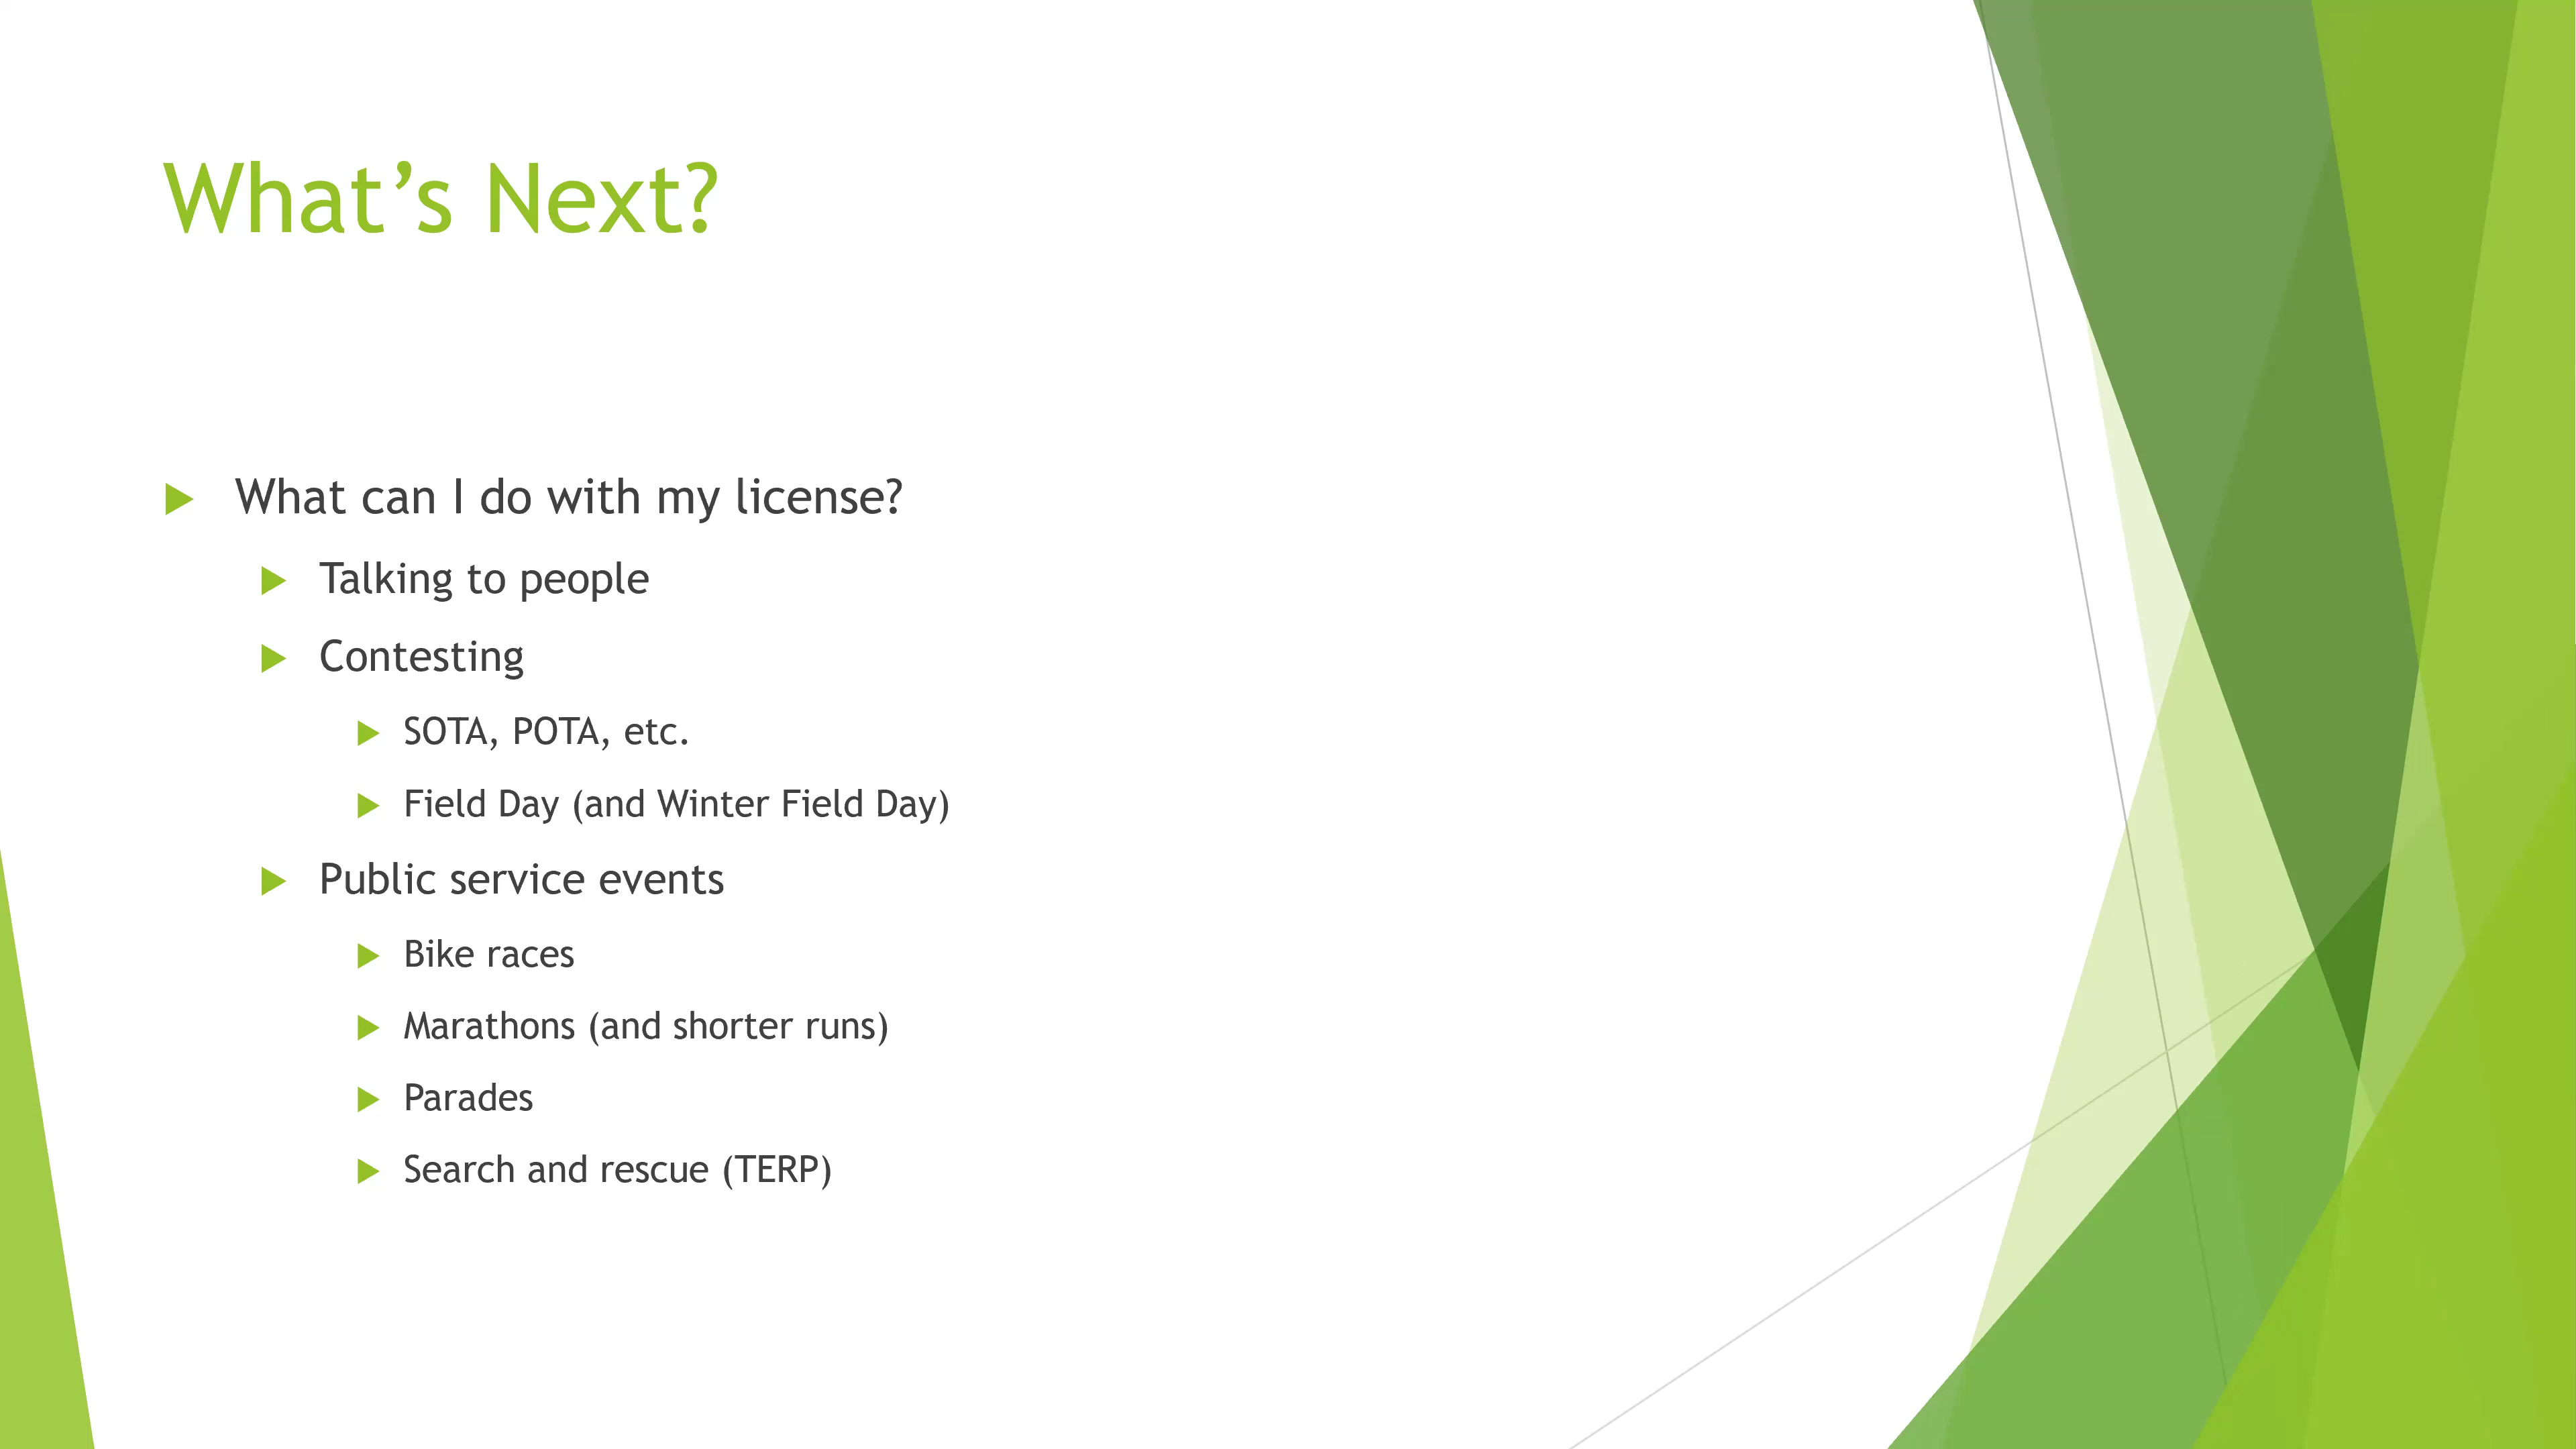 What’s Next?
What can I do with my license?
Talking to people
Contesting
SOTA, POTA, etc.
Field Day (and Winter Field Day)
Public service events
Bike races
Marathons (and shorter runs)
Parades
Search and rescue (TERP)